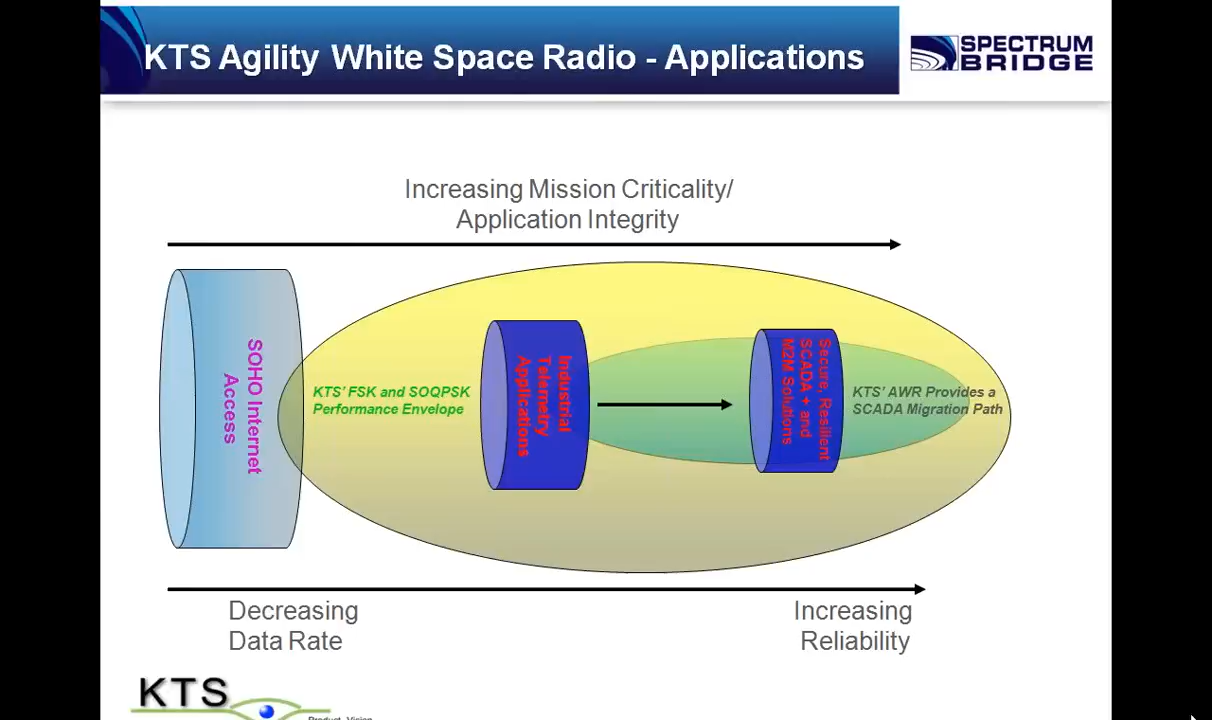 KTS Agility White Space Radio - Applications
SPECTRUM
BRIDGE
Increasing Mission Criticality/
Application Integrity
SOHO Internet
Access
KTS' FSK and SOQPSK
Performance Envelope
Industrial
Telemetry
Applications
Secure, Resilient
SCADA + and
M2M Solutions
KTS' AWR Provides a
SCADA Migration Path
Decreasing
Data Rate
Increasing
Reliability
KTS
Product Vision